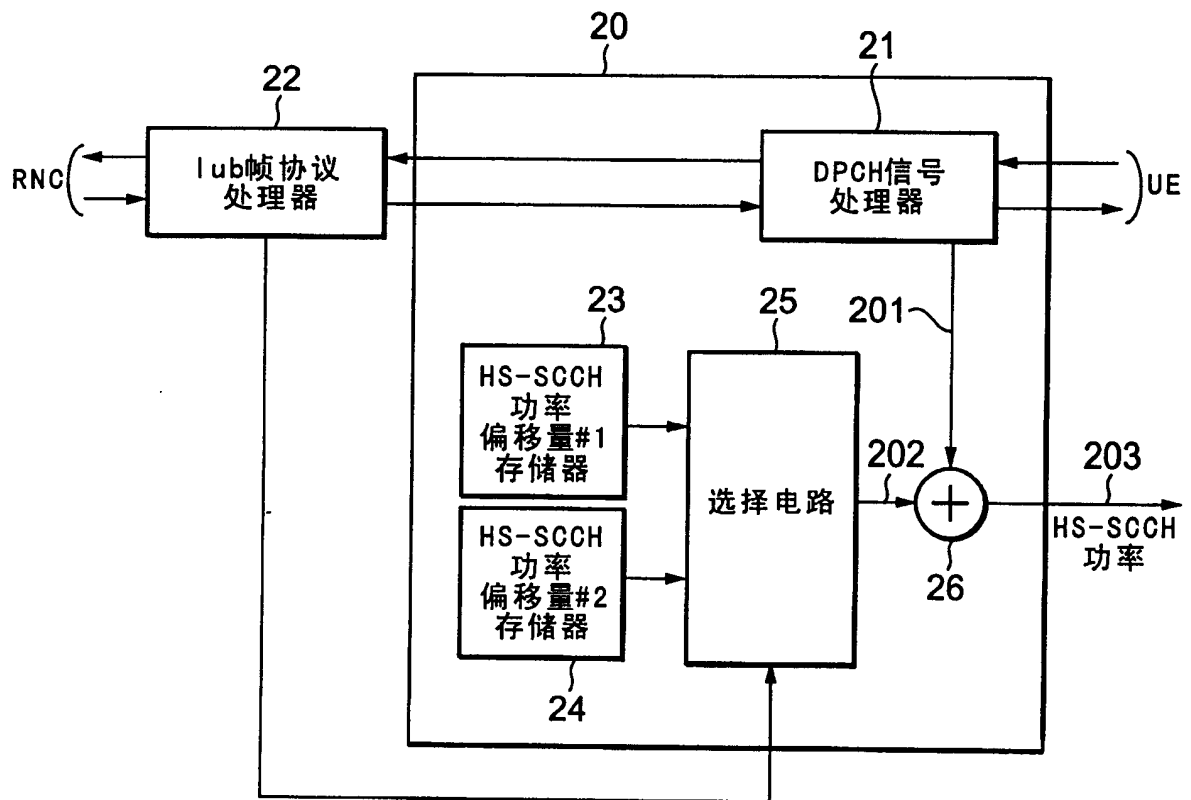 20
21
22
RNC
lub帧协议
处理器
DPCH信号
处理器
UE
23
25
201
HS-SCCH
功率
偏移量#1
存储器
选择电路
202
203
HS-SCCH
功率
26
HS-SCCH
功率
偏移量#2
存储器
24